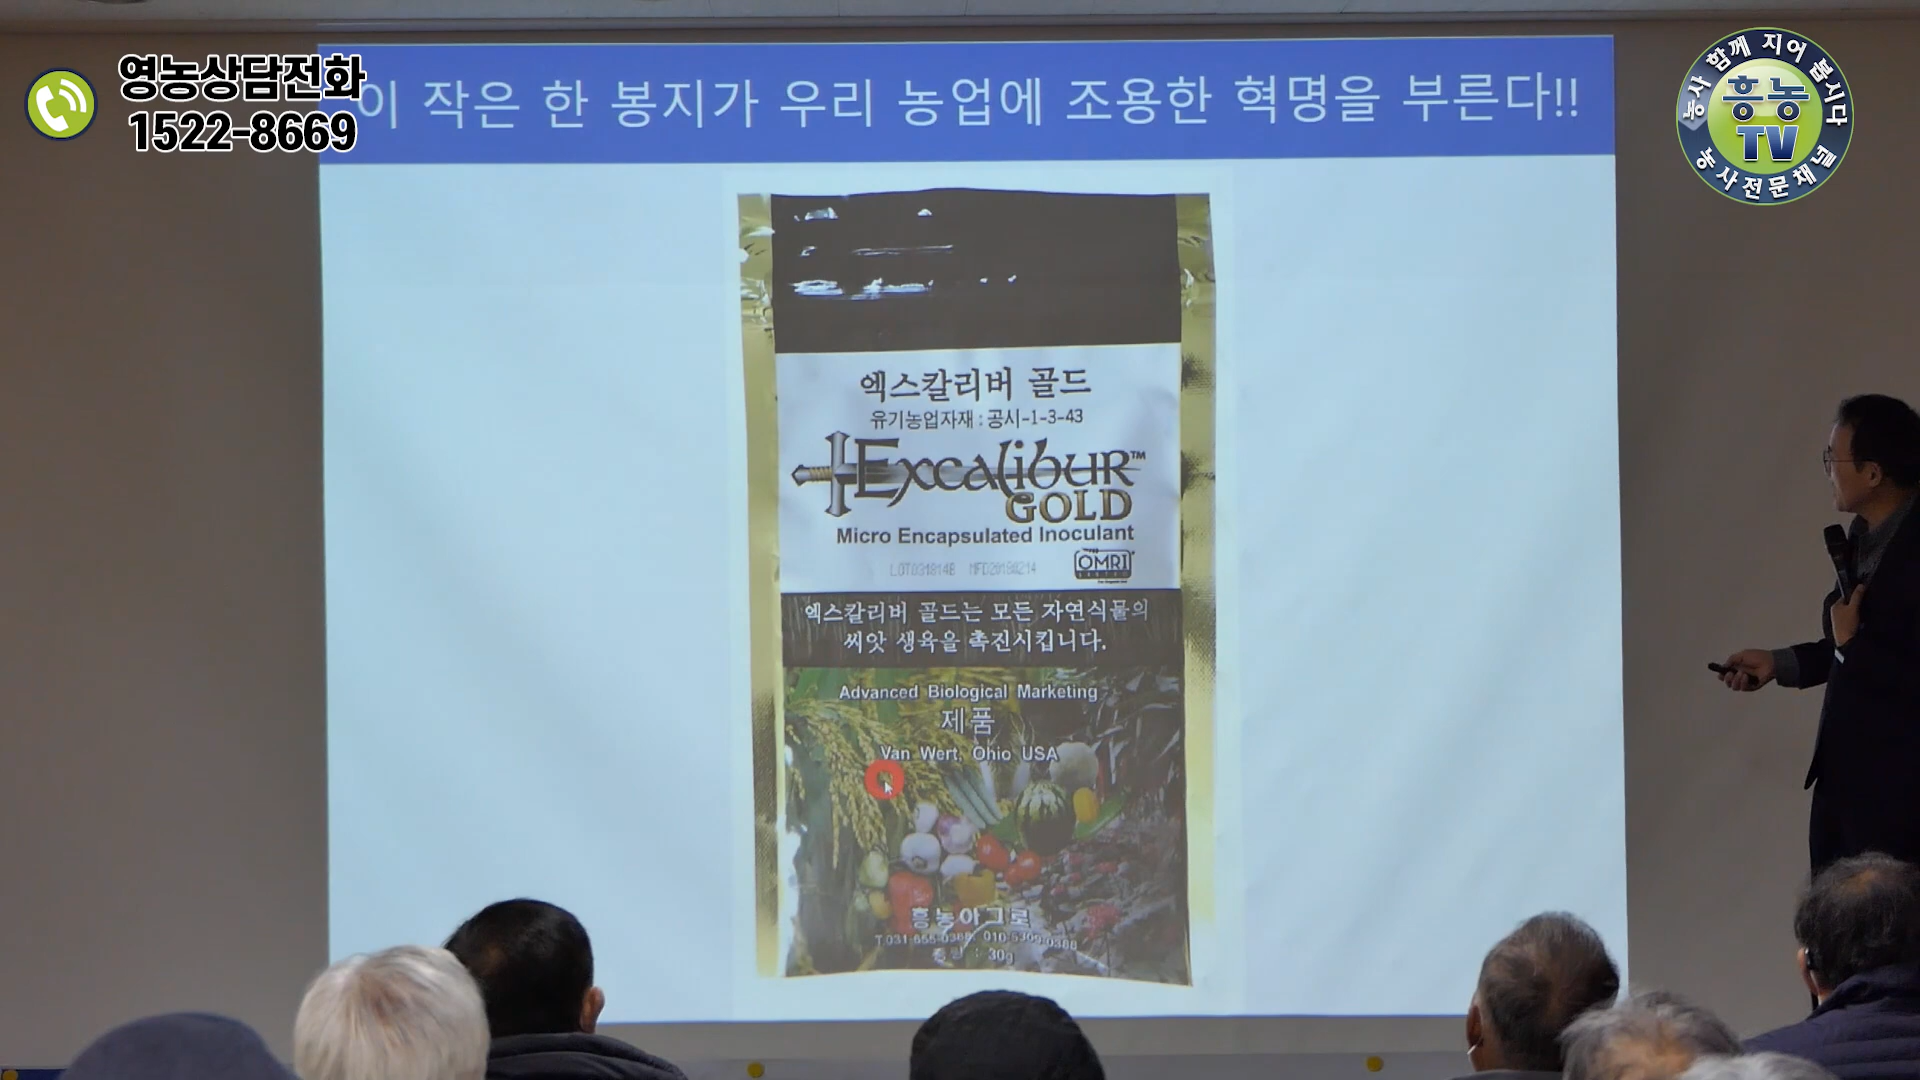 영농상담전화
1522-8669
이 작은 한 봉지가 우리 농업에 조용한 혁명을 부른다!!
농사 함께 지어 봅시다
흥농
TV
농사전문채널
엑스칼리버 골드
유기농업자재 : 공시-1-3-43
Excalibur™
GOLD
Micro Encapsulated Inoculant
OMRI
엑스칼리버 골드는 모든 자연식물의
씨앗 생육을 촉진시킵니다.
Advanced Biological Marketing
제품
Van Wert, Ohio USA
흥농아그로
30g